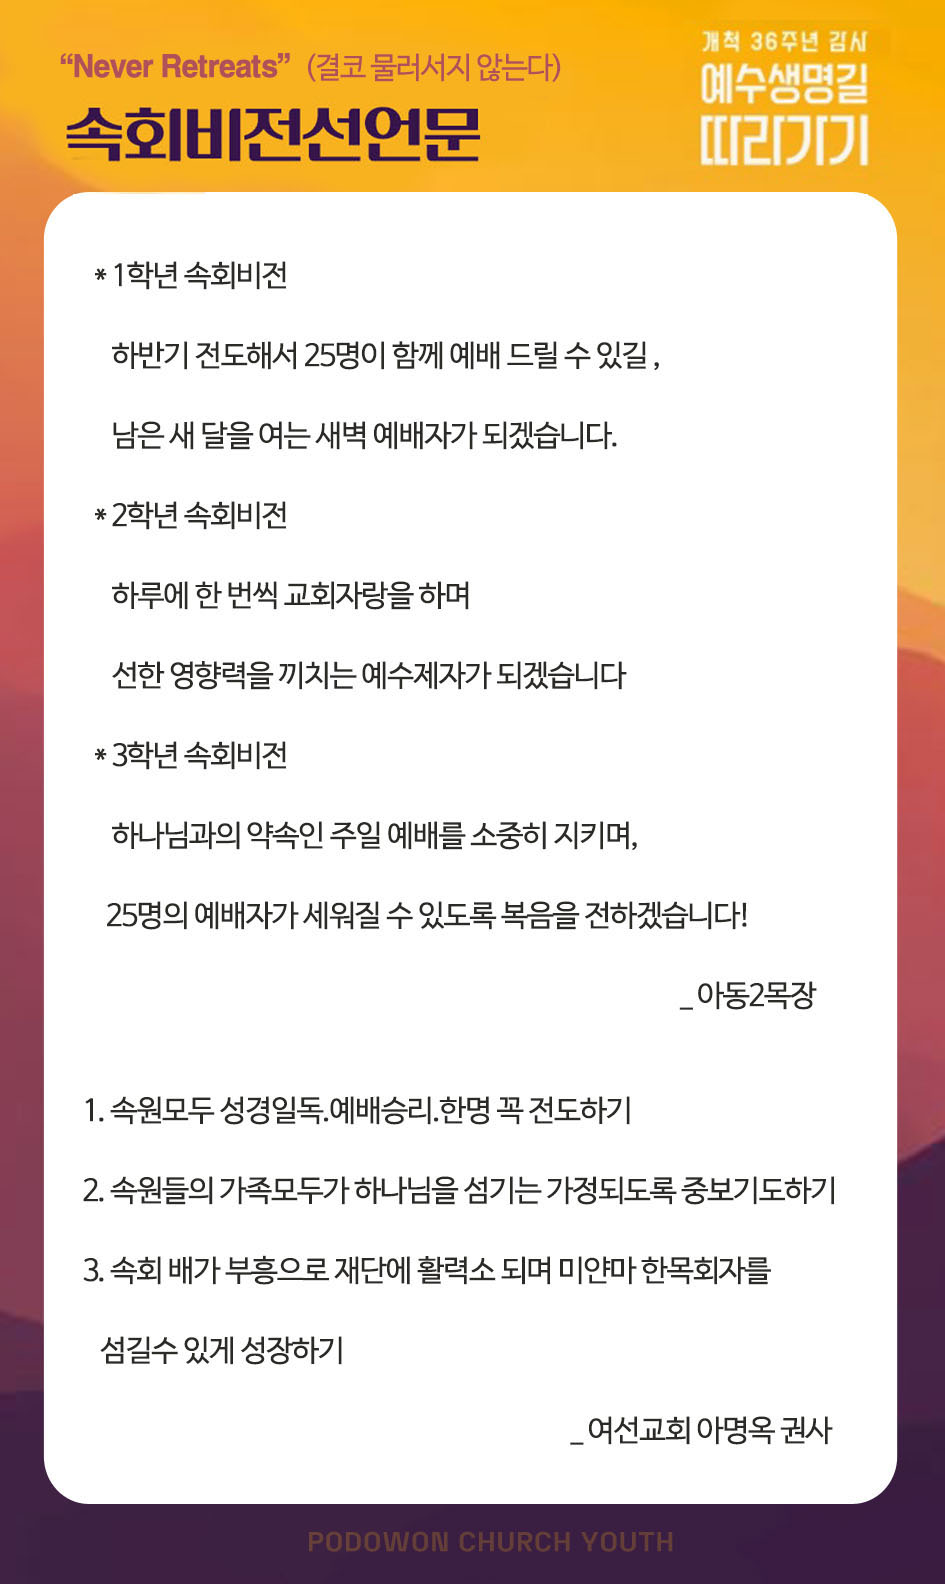 “Never Retreats” (결코 물러서지 않는다)
속회비전선언문
개척 36주년 감사
예수생명길
따라가기
* 1학년 속회비전
하반기 전도해서 25명이 함께 예배 드릴 수 있길 ,
남은 새 달을 여는 새벽 예배자가 되겠습니다.
* 2학년 속회비전
하루에 한 번씩 교회자랑을 하며
선한 영향력을 끼치는 예수제자가 되겠습니다
* 3학년 속회비전
하나님과의 약속인 주일 예배를 소중히 지키며,
25명의 예배자가 세워질 수 있도록 복음을 전하겠습니다!
_ 아동2목장
1. 속원모두 성경일독.예배승리.한명 꼭 전도하기
2. 속원들의 가족모두가 하나님을 섬기는 가정되도록 중보기도하기
3. 속회 배가 부흥으로 재단에 활력소 되며 미얀마 한목회자를
섬길수 있게 성장하기
_ 여선교회 아명옥 권사
PODOWON CHURCH YOUTH